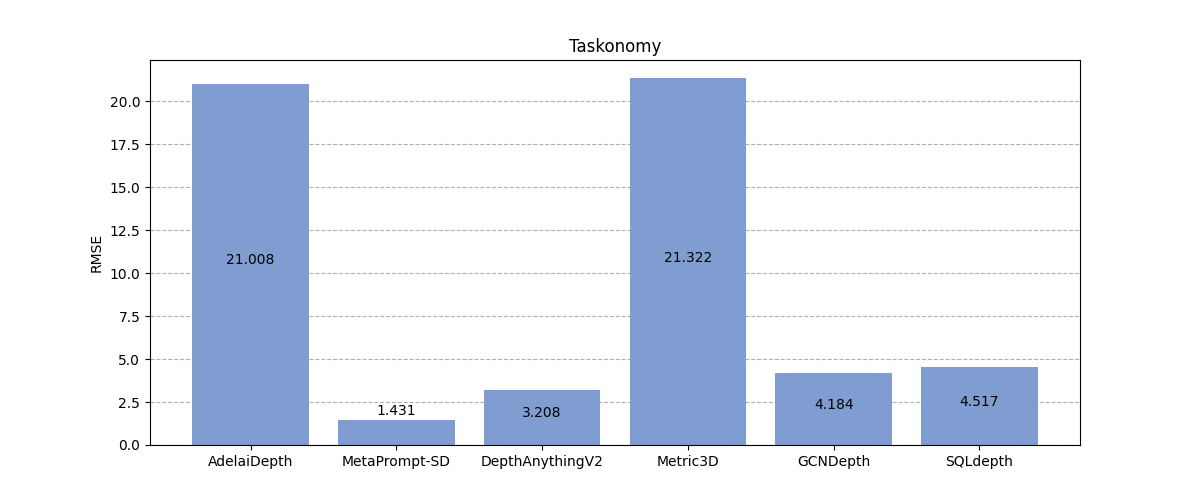 Taskonomy
RMSE
20.0
17.5
15.0
12.5
10.0
7.5
5.0
2.5
0.0
21.008
1.431
3.208
21.322
4.184
4.517
AdelaiDepth
MetaPrompt-SD
DepthAnythingV2
Metric3D
GCNDepth
SQLdepth